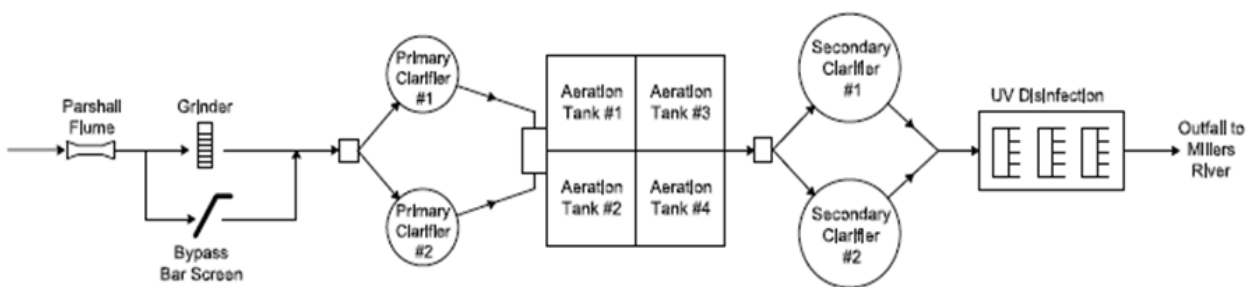 Parshall
Flume
Grinder
Bypass
Bar Screen
Primary
Clarifier
#1
Primary
Clarifier
#2
Aeration
Tank #1
Aeration
Tank #3
Aeration
Tank #2
Aeration
Tank #4
Secondary
Clarifier
#1
Secondary
Clarifier
#2
UV Disinfection
Outfall to
Millers
River